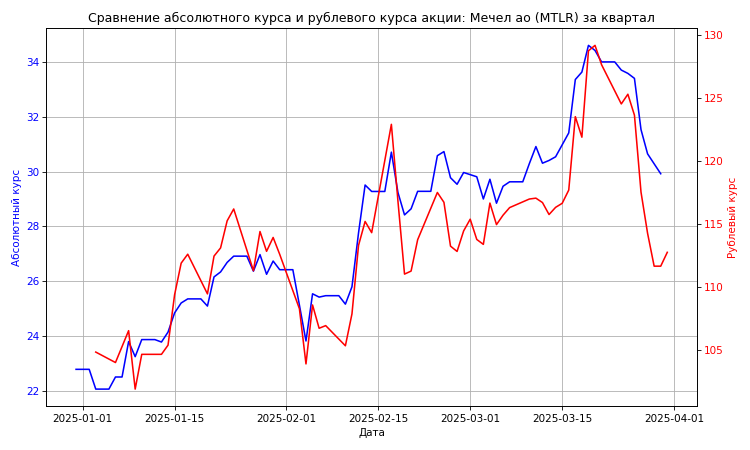 Сравнение абсолютного курса и рублевого курса акции: Мечел ао (MTLR) за квартал
Абсолютный курс
34
32
30
28
26
24
22
130
125
120
115
110
105
Рублевый курс
2025-01-01 2025-01-15 2025-02-01 2025-02-15 2025-03-01 2025-03-15 2025-04-01
Дата